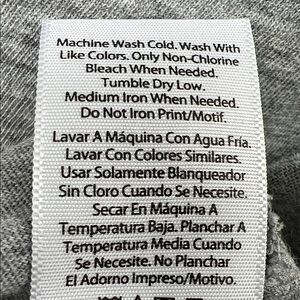 Machine Wash Cold. Wash With
Like Colors. Only Non-Chlorine
Bleach When Needed.
Tumble Dry Low.
Medium Iron When Needed.
Do Not Iron Print/Motif.
Lavar A Máquina Con Agua Fría.
Lavar Con Colores Similares.
Usar Solamente Blanqueador
Sin Cloro Cuando Se Necesite.
Secar En Máquina A
Temperatura Baja. Planchar A
Temperatura Media Cuando
Se Necesite. No Planchar
El Adorno Impreso/Motivo.